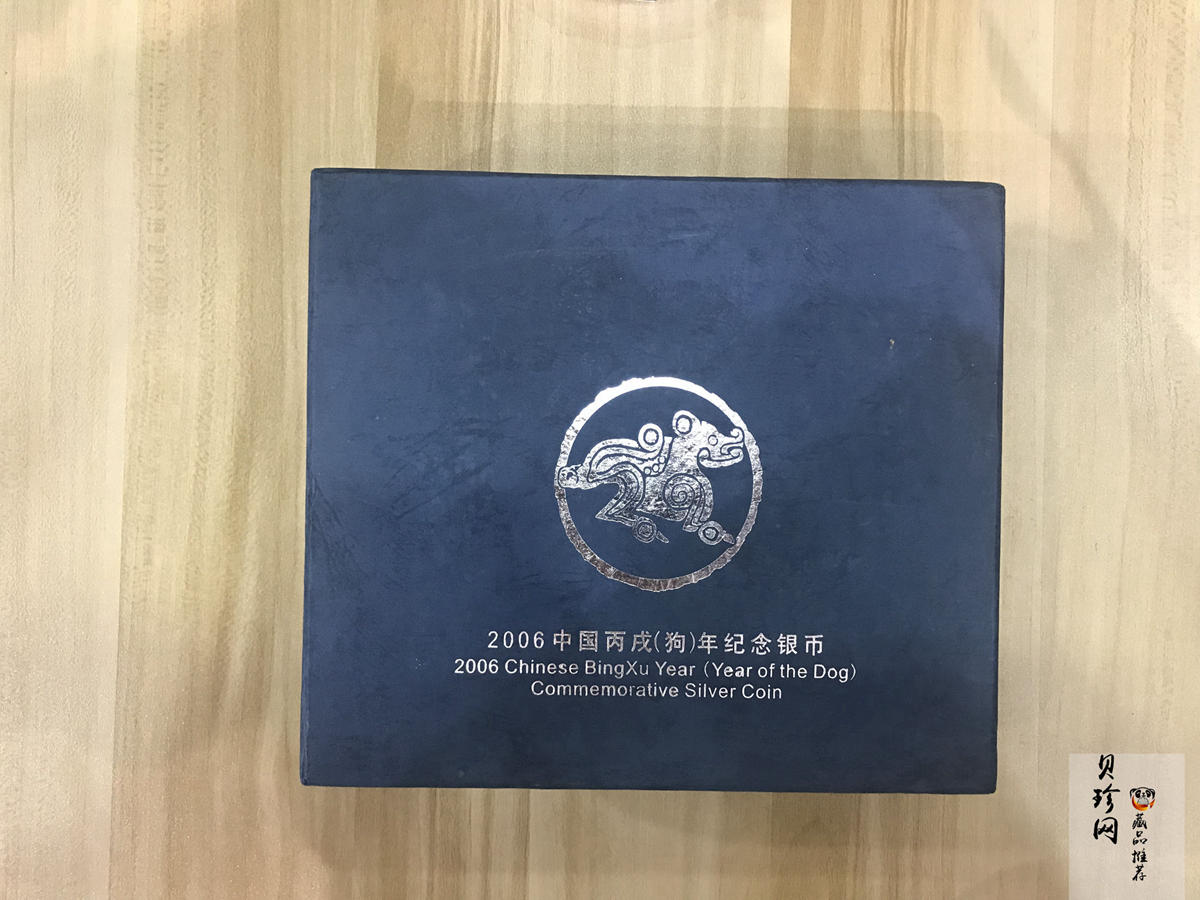 2006中国丙戌(狗)年纪念银币
2006 Chinese BingXu Year (Year of the Dog)
Commemorative Silver Coin
贝珍网
藏品推荐